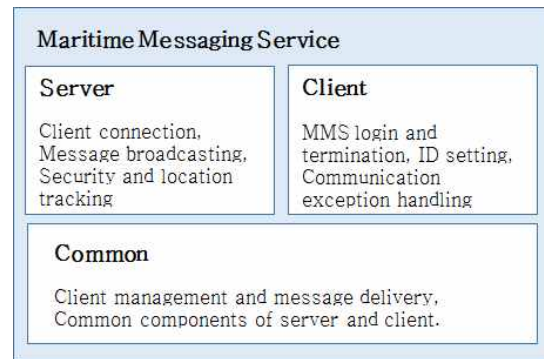 Maritime Messaging Service
Server
Client connection,
Message broadcasting,
Security and location
tracking
Client
MMS login and
termination, ID setting,
Communication
exception handling
Common
Client management and message delivery,
Common components of server and client.